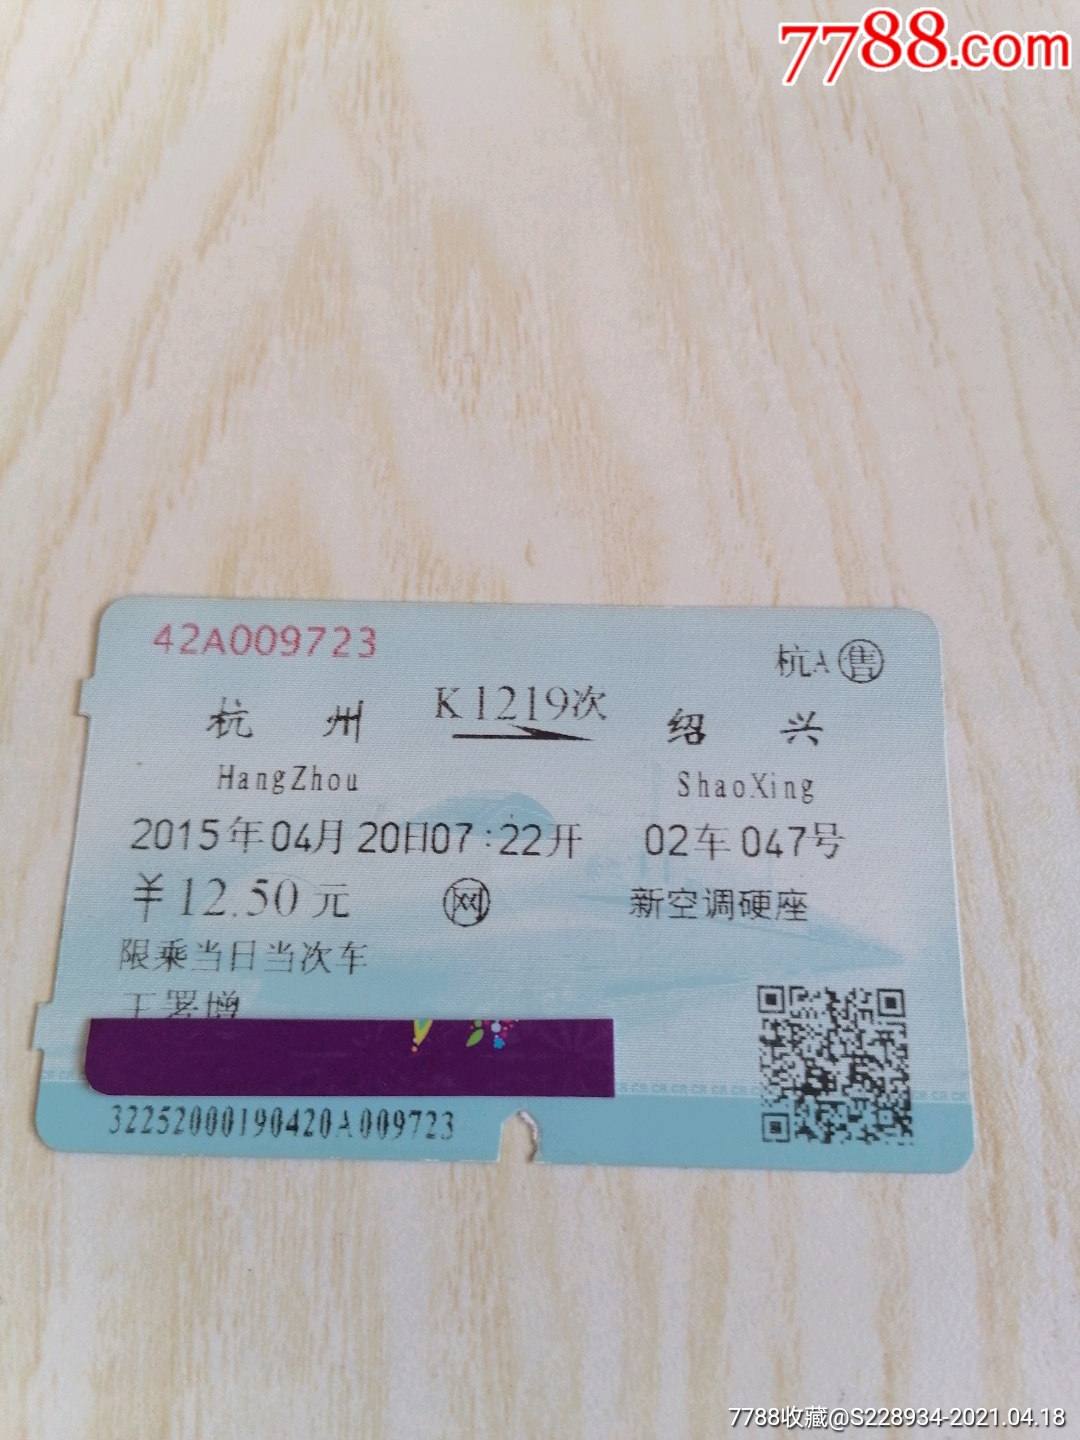 7788.com
42A009723
杭A 售
杭州 K1219次 绍兴
HangZhou ShaoXing
2015年04月20日07:22开 02车047号
¥12.50元 网 新空调硬座
限乘当日当次车
32252000190420A009723
7788收藏@S228934-2021.04.18